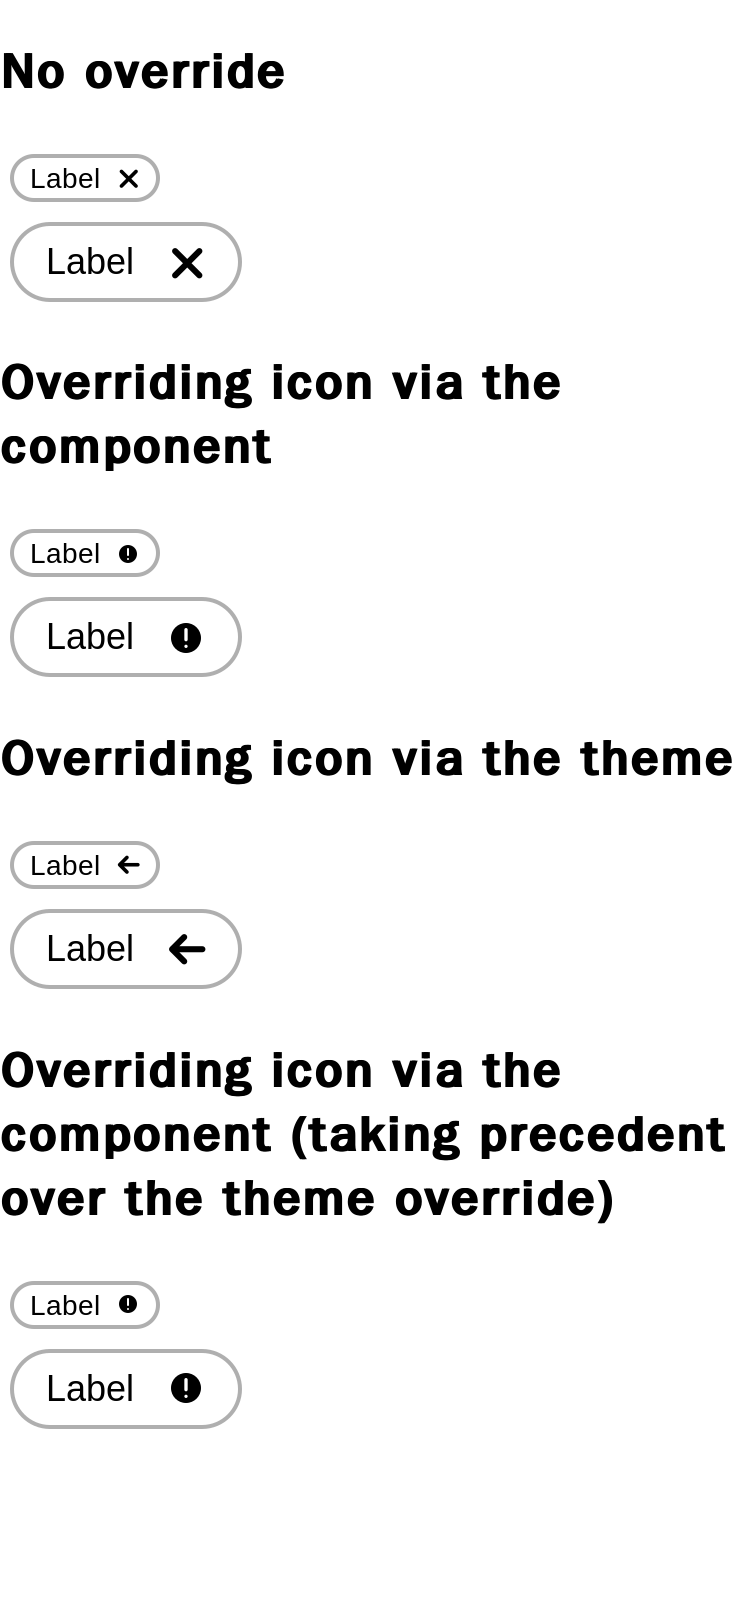 No override
Label
Label
Overriding icon via the
component
Label
Label
Overriding icon via the theme
Label
Label
Overriding icon via the
component (taking precedent
over the theme override)
Label
Label